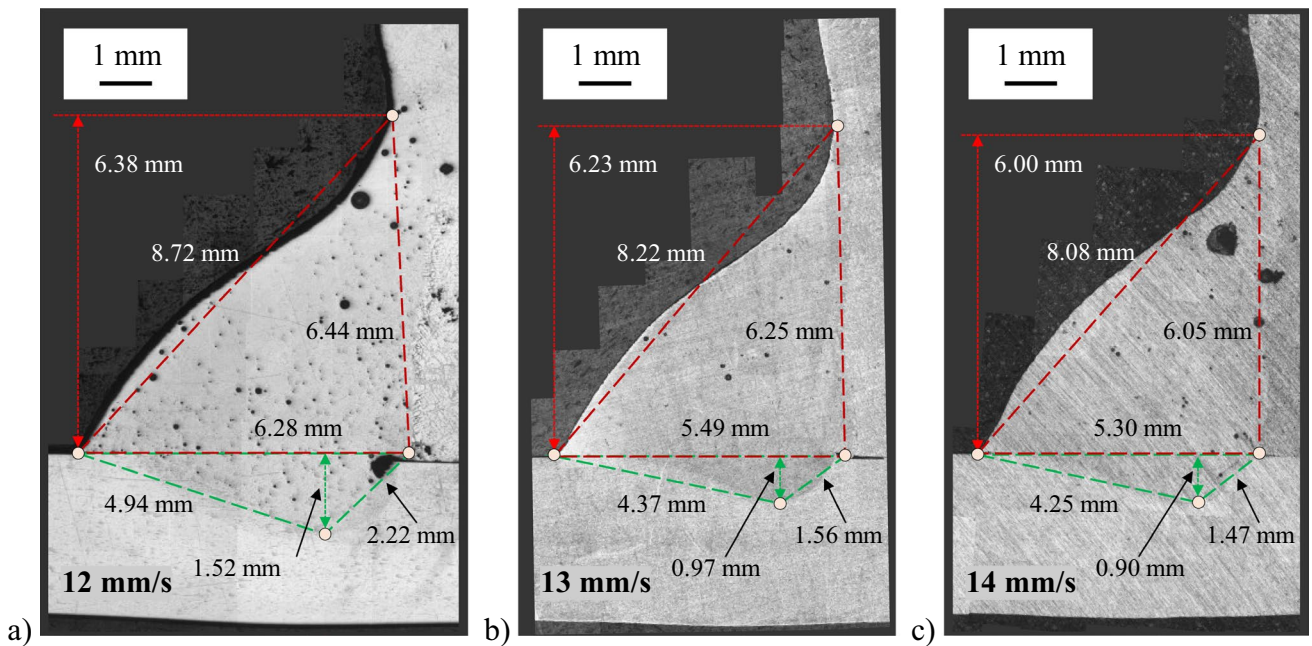 1 mm
6.38 mm
8.72 mm
6.44 mm
6.28 mm
4.94 mm
2.22 mm
1.52 mm
12 mm/s
a)
1 mm
6.23 mm
8.22 mm
6.25 mm
5.49 mm
4.37 mm
1.56 mm
0.97 mm
13 mm/s
b)
1 mm
6.00 mm
8.08 mm
6.05 mm
5.30 mm
4.25 mm
1.47 mm
0.90 mm
14 mm/s
c)